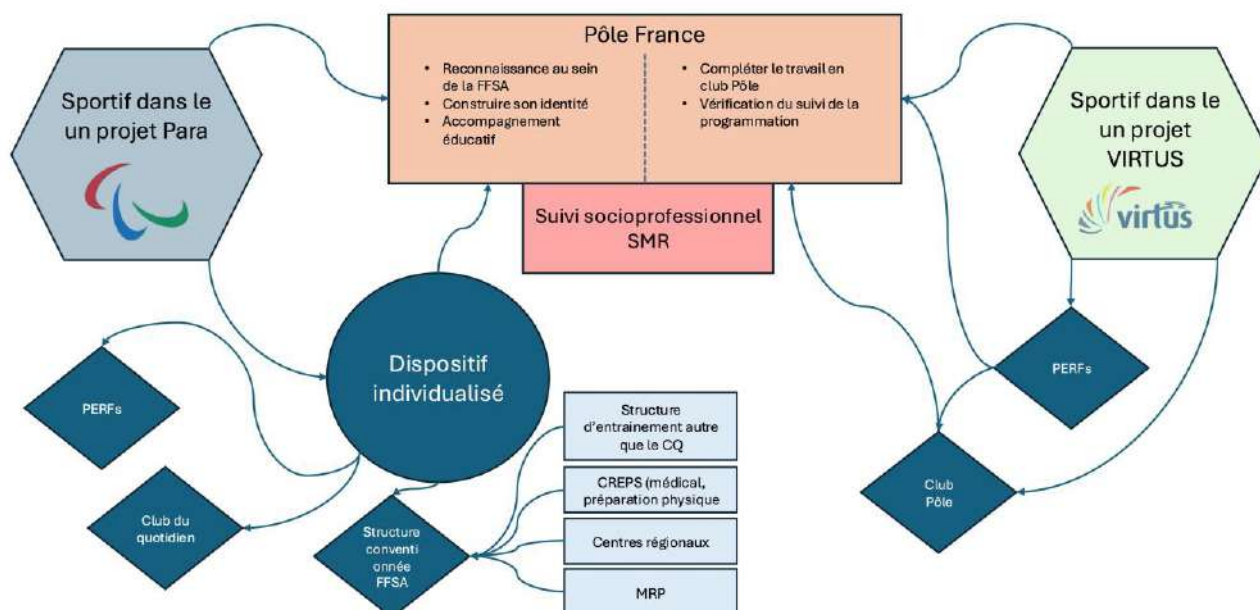 Pôle France
• Reconnaissance au sein
de la FFSA
• Construire son identité
• Accompagnement
éducatif
• Compléter le travail en
club Pôle
• Vérification du suivi de la
programmation
Sportif dans le
un projet Para
Sportif dans le
un projet
VIRTUS
virtus
Suivi socioprofessionnel
SMR
Dispositif
individualisé
PERFs
Club du
quotidien
Structure
conventi
onnée
FFSA
Structure
d'entrainement autre
que le CQ
CREPS (médical,
préparation physique
Centres régionaux
MRP
PERFs
Club
Pôle